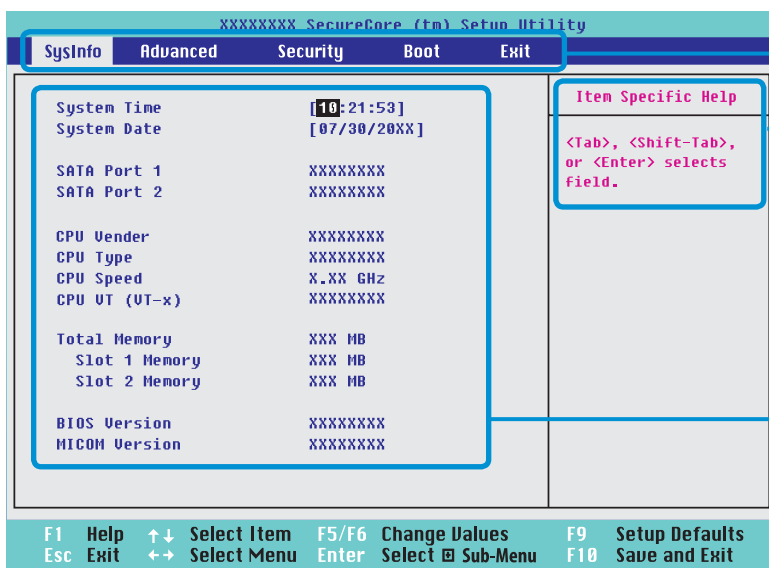 XXXXXXXX SecureCore (tm) Setup Utility
SysInfo Advanced Security Boot Exit
System Time [10:21:53]
System Date [07/30/20XX]
SATA Port 1 XXXXXXXX
SATA Port 2 XXXXXXXX
CPU Vender XXXXXXXX
CPU Type XXXXXXXX
CPU Speed X.XX GHz
CPU VT (VT-x) XXXXXXXX
Total Memory XXX MB
Slot 1 Memory XXX MB
Slot 2 Memory XXX MB
BIOS Version XXXXXXXX
MICOM Version XXXXXXXX
Item Specific Help
<Tab>, <Shift-Tab>,
or <Enter> selects
field.
F1 Help ↑↓ Select Item F5/F6 Change Values F9 Setup Defaults
Esc Exit ←→ Select Menu Enter Select ⊡ Sub-Menu F10 Save and Exit